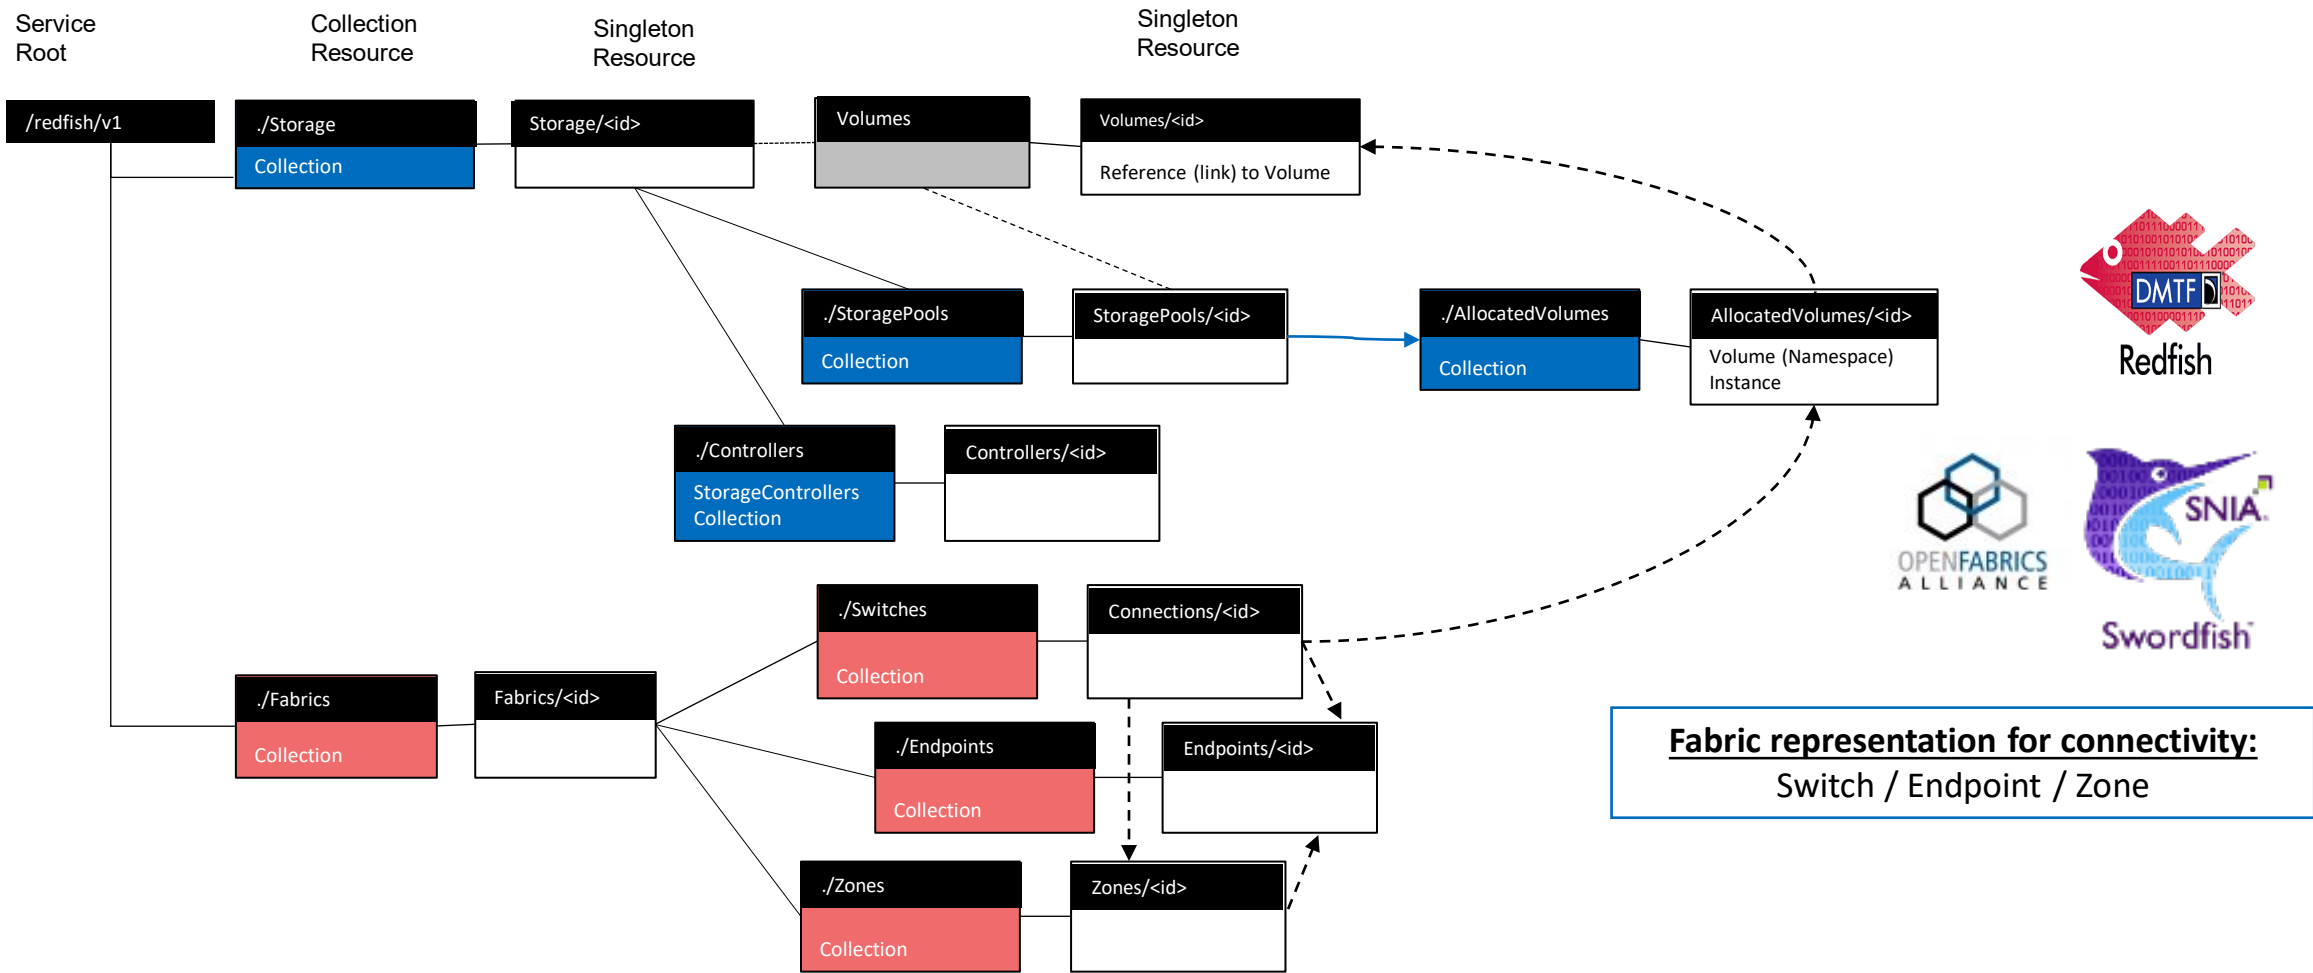 Service
Root
Collection
Resource
Singleton
Resource
Singleton
Resource
/redfish/v1
./Storage
Collection
Storage/<id>
Volumes
Volumes/<id>
Reference (link) to Volume
./StoragePools
Collection
StoragePools/<id>
./AllocatedVolumes
Collection
AllocatedVolumes/<id>
Volume (Namespace)
Instance
DMTF
Redfish
./Controllers
StorageControllers
Collection
Controllers/<id>
OPENFABRICS
ALLIANCE
SNIA
Swordfish
./Switches
Collection
Connections/<id>
./Fabrics
Collection
Fabrics/<id>
./Endpoints
Collection
Endpoints/<id>
Fabric representation for connectivity:
Switch / Endpoint / Zone
./Zones
Collection
Zones/<id>